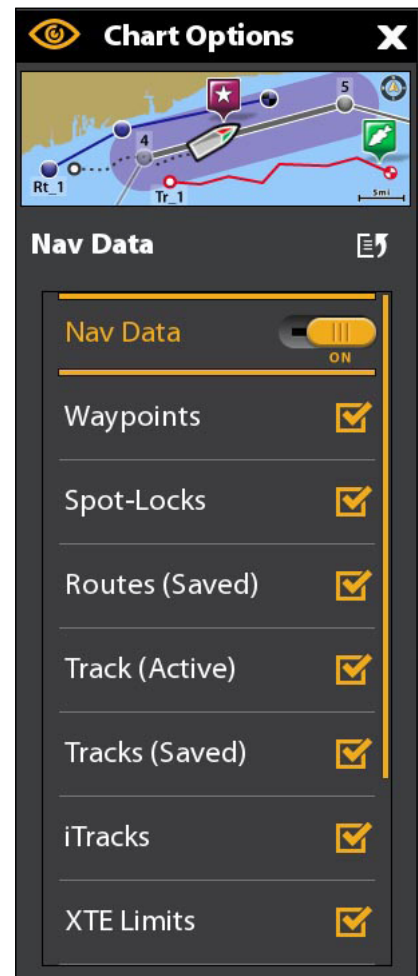 Chart Options
X
5
4
Rt_1
Tr_1
5mi
Nav Data
Nav Data
ON
Waypoints
Spot-Locks
Routes (Saved)
Track (Active)
Tracks (Saved)
iTracks
XTE Limits